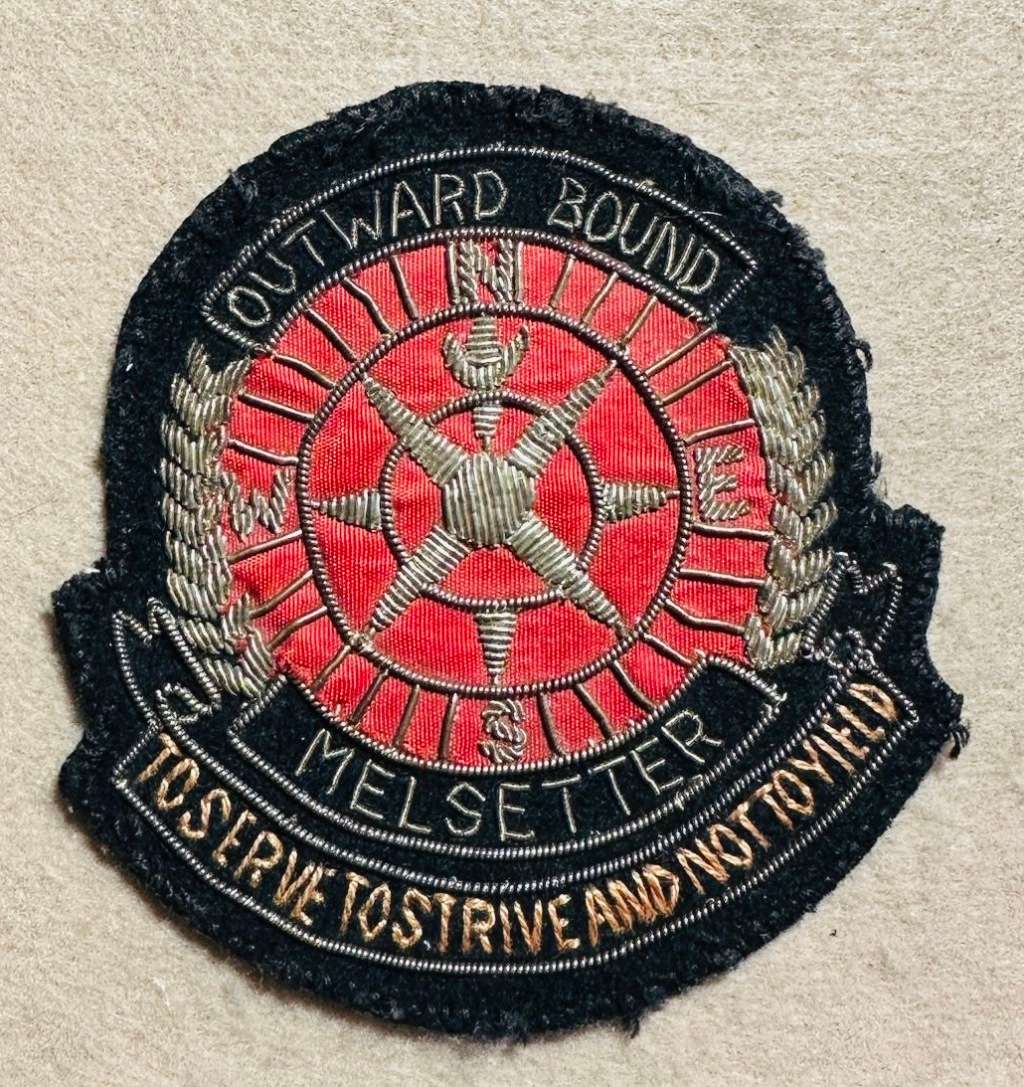 OUTWARD BOUND
N
W E
S
MELSETTER
TO SERVE TO STRIVE AND NOT TO YIELD